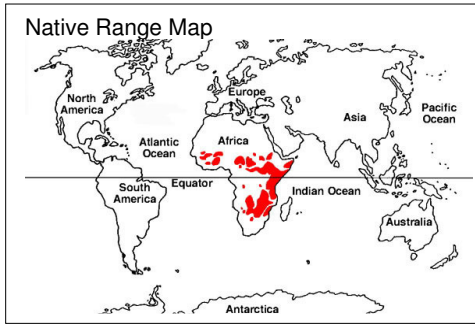 Native Range Map
North
America
Europe
Asia
Pacific
Ocean
Atlantic
Ocean
Africa
Equator
South
America
Indian Ocean
Australia
Antarctica